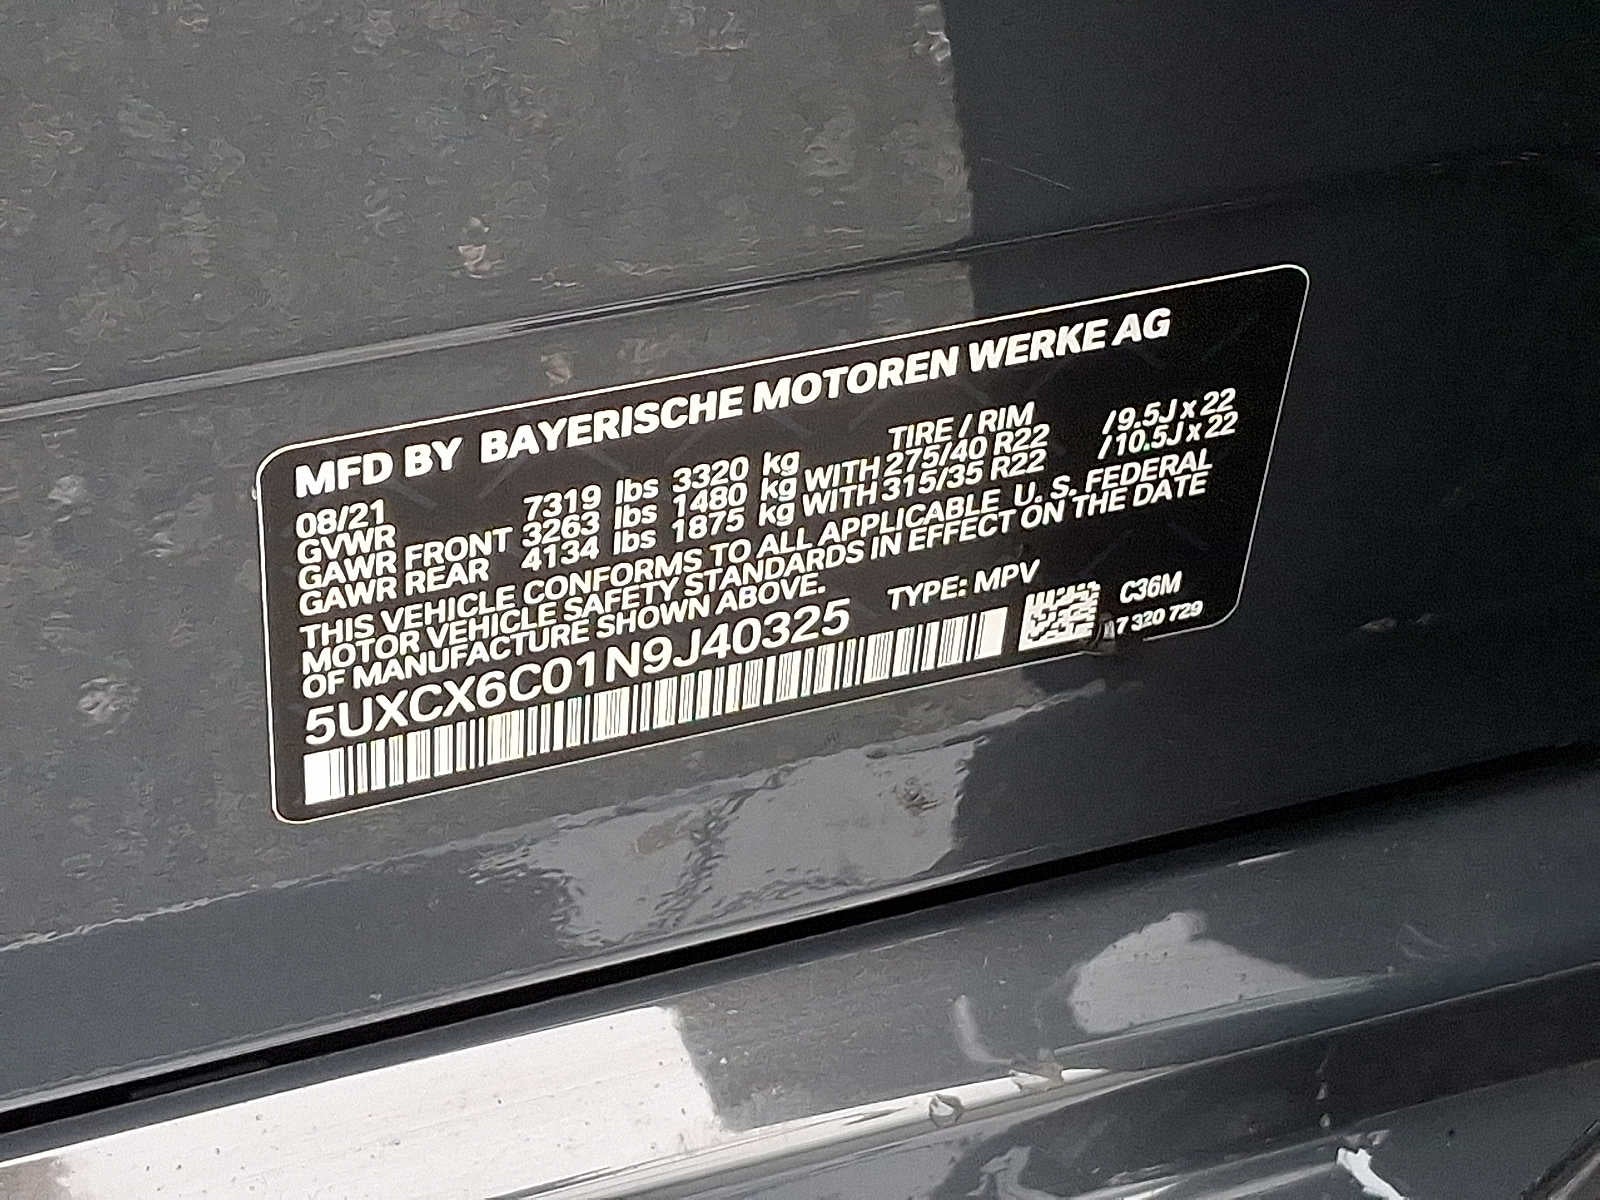 MFD BY BAYERISCHE MOTOREN WERKE AG
08/21 TIRE / RIM
GVWR 7319 lbs 3320 kg
GAWR FRONT 3263 lbs 1480 kg WITH 275/40 R22 / 9.5J x 22
GAWR REAR 4134 lbs 1875 kg WITH 315/35 R22 / 10.5J x 22
THIS VEHICLE CONFORMS TO ALL APPLICABLE U. S. FEDERAL
MOTOR VEHICLE SAFETY STANDARDS IN EFFECT ON THE DATE
OF MANUFACTURE SHOWN ABOVE.
5UXCX6C01N9J40325 TYPE: MPV
C36M
7 320 729